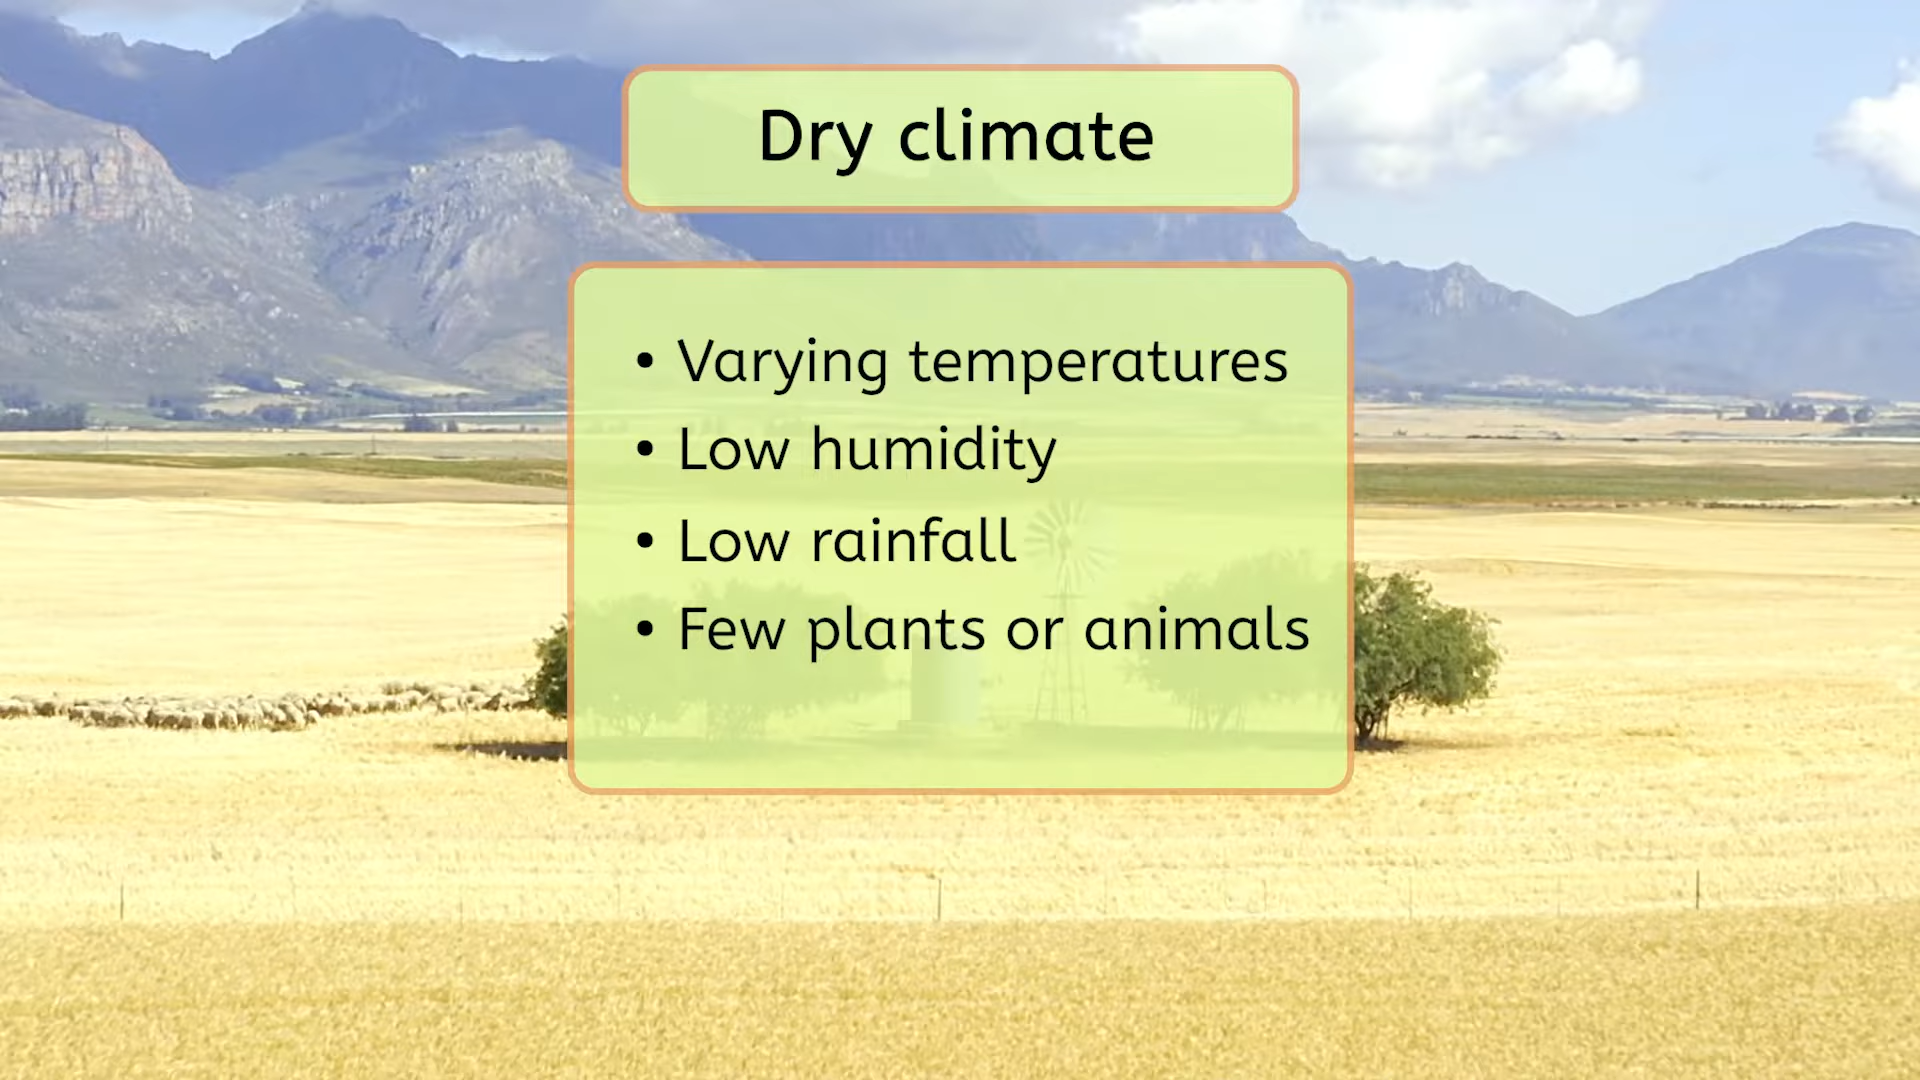 Dry climate
• Varying temperatures
• Low humidity
• Low rainfall
• Few plants or animals